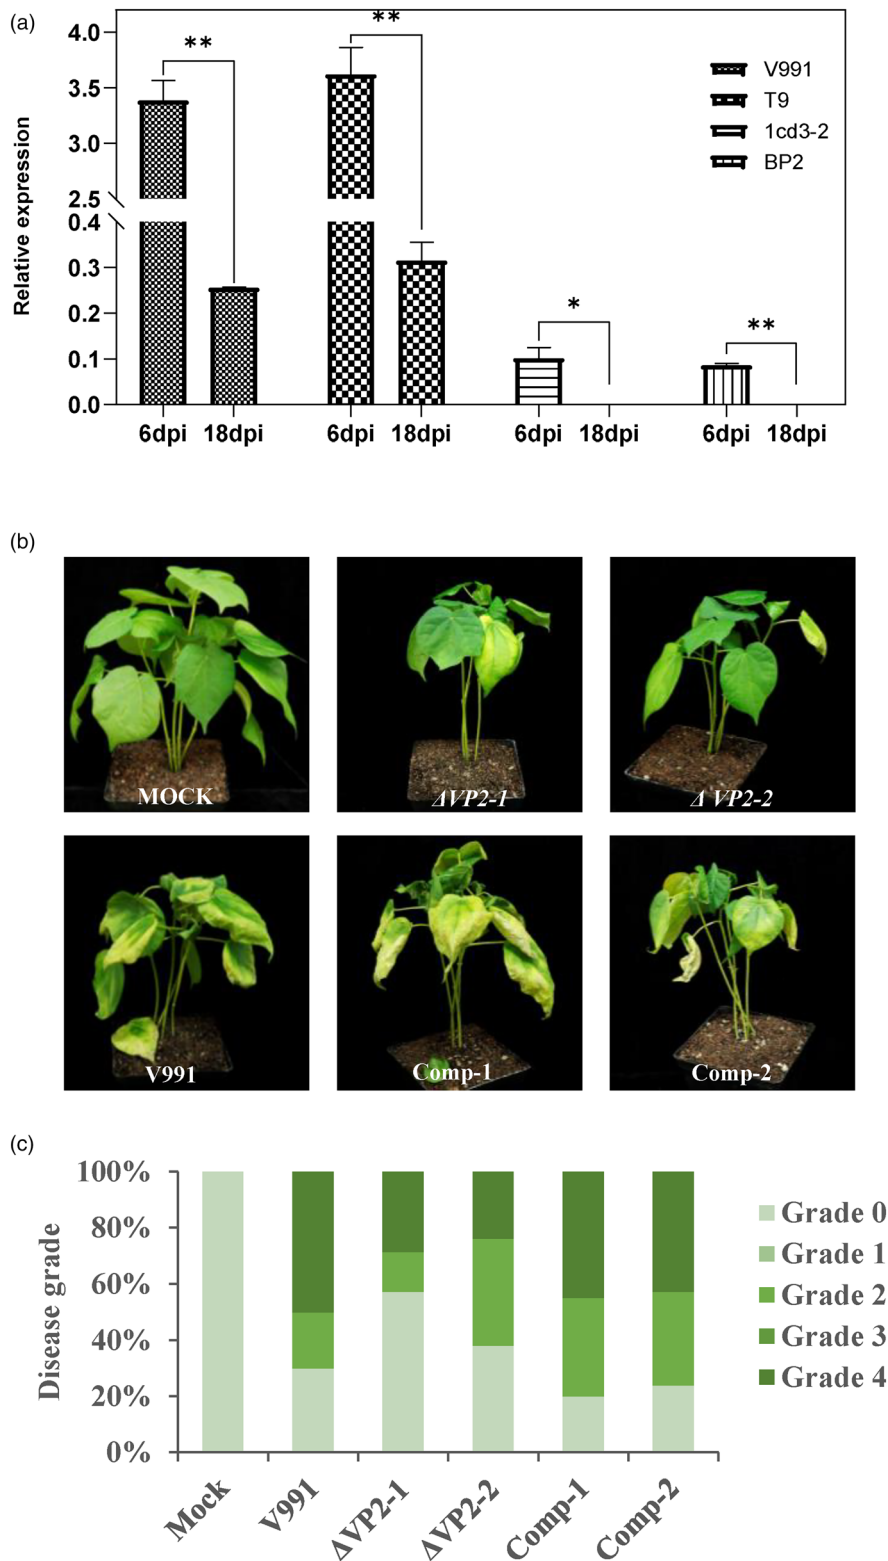 (a)
Relative expression
4.0
3.5
3.0
2.5
0.4
0.3
0.2
0.1
0.0
**
**
*
**
V991
T9
1cd3-2
BP2
6dpi 18dpi 6dpi 18dpi 6dpi 18dpi 6dpi 18dpi
(b)
MOCK
ΔVP2-1
Δ VP2-2
V991
Comp-1
Comp-2
(c)
Disease grade
100%
80%
60%
40%
20%
0%
Mock V991 ΔVP2-1 ΔVP2-2 Comp-1 Comp-2
Grade 0
Grade 1
Grade 2
Grade 3
Grade 4